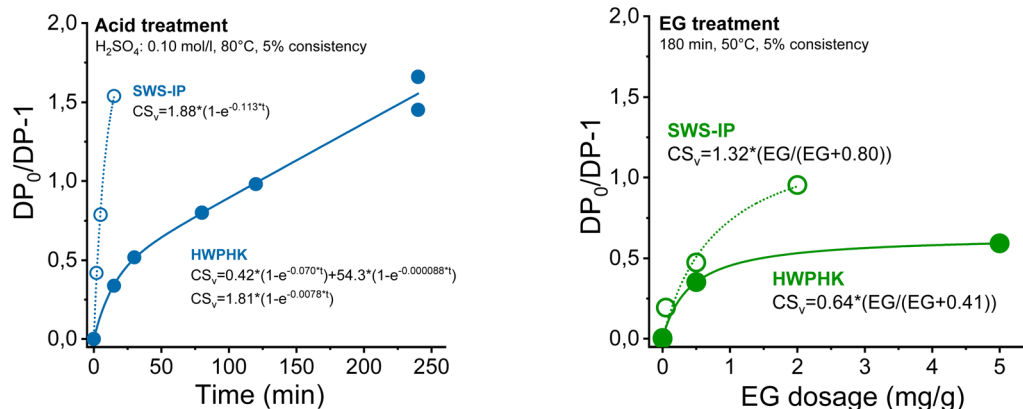 Acid treatment
H₂SO₄: 0.10 mol/l, 80°C, 5% consistency
SWS-IP
CSᵥ=1.88*(1-e^-0.113*t)
HWPHK
CSᵥ=0.42*(1-e^-0.070*t)+54.3*(1-e^-0.000088*t)
CSᵥ=1.81*(1-e^-0.0078*t)
DP₀/DP-1
2,0
1,5
1,0
0,5
0,0
0 50 100 150 200 250
Time (min)
EG treatment
180 min, 50°C, 5% consistency
SWS-IP
CSᵥ=1.32*(EG/(EG+0.80))
HWPHK
CSᵥ=0.64*(EG/(EG+0.41))
DP₀/DP-1
2,0
1,5
1,0
0,5
0,0
0 1 2 3 4 5
EG dosage (mg/g)